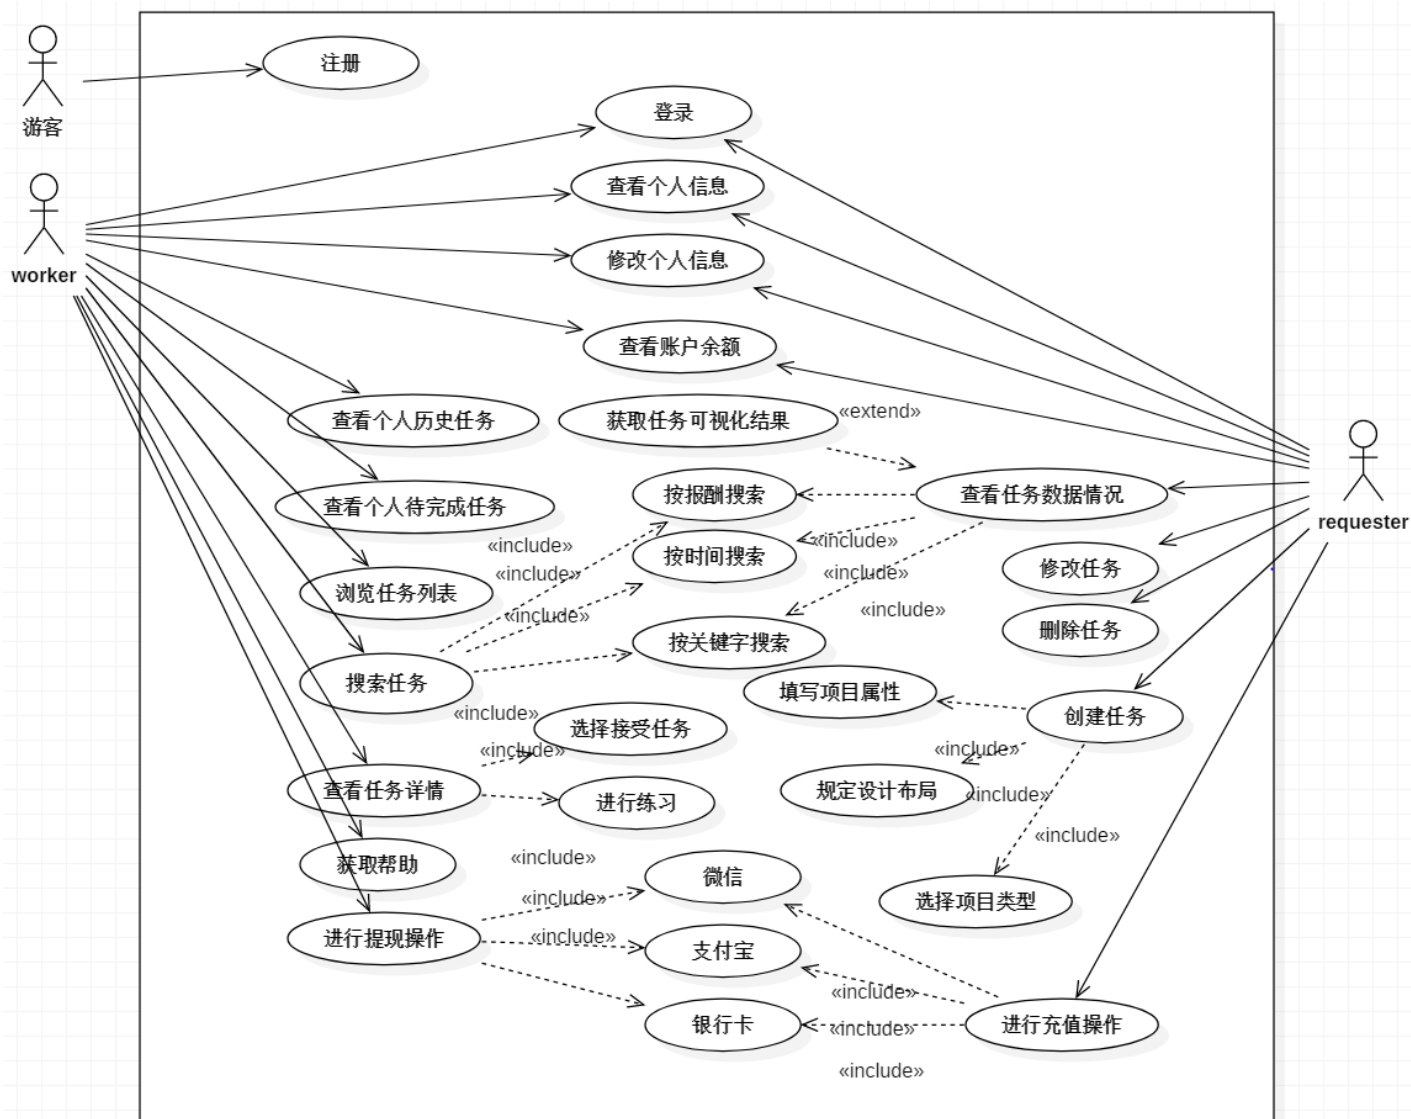 注册
游客
登录
worker
查看个人信息
修改个人信息
查看账户余额
查看个人历史任务
获取任务可视化结果
«extend»
按报酬搜索
查看任务数据情况
查看个人待完成任务
requester
«include»
按时间搜索
«include»
«include»
«include»
修改任务
浏览任务列表
«include»
«include»
删除任务
按关键字搜索
搜索任务
填写项目属性
«include»
创建任务
选择接受任务
«include»
«include»
查看任务详情
规定设计布局
«include»
进行练习
«include»
获取帮助
«include»
微信
«include»
选择项目类型
«include»
进行提现操作
支付宝
«include»
银行卡
«include»
进行充值操作
«include»